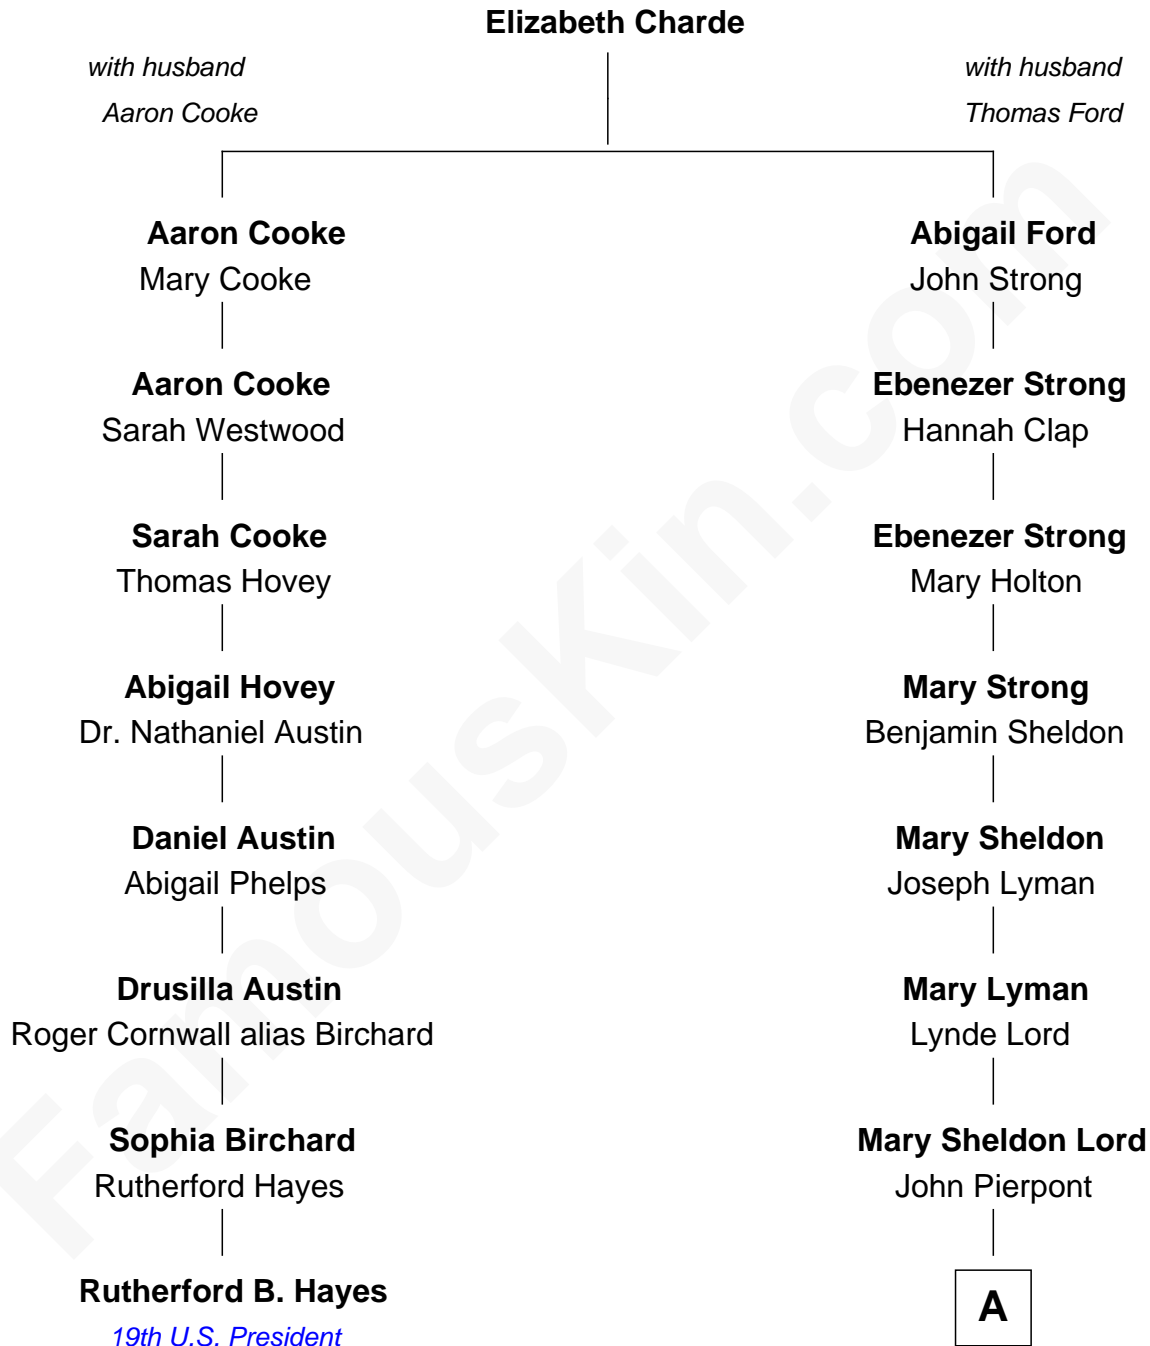 Elizabeth Charde
with husband
Aaron Cooke
with husband
Thomas Ford
Aaron Cooke
Mary Cooke
Aaron Cooke
Sarah Westwood
Sarah Cooke
Thomas Hovey
Abigail Hovey
Dr. Nathaniel Austin
Daniel Austin
Abigail Phelps
Drusilla Austin
Roger Cornwall alias Birchard
Sophia Birchard
Rutherford Hayes
Rutherford B. Hayes
19th U.S. President
Abigail Ford
John Strong
Ebenezer Strong
Hannah Clap
Ebenezer Strong
Mary Holton
Mary Strong
Benjamin Sheldon
Mary Sheldon
Joseph Lyman
Mary Lyman
Lynde Lord
Mary Sheldon Lord
John Pierpont
A
FamousKin.com